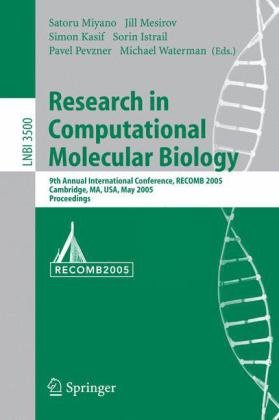 Satoru Miyano Jill Mesirov
Simon Kasif Sorin Istrail
Pavel Pevzner Michael Waterman (Eds.)
LNBI 3500
Research in
Computational
Molecular Biology
9th Annual International Conference, RECOMB 2005
Cambridge, MA, USA, May 2005
Proceedings
RECOMB2005
Springer